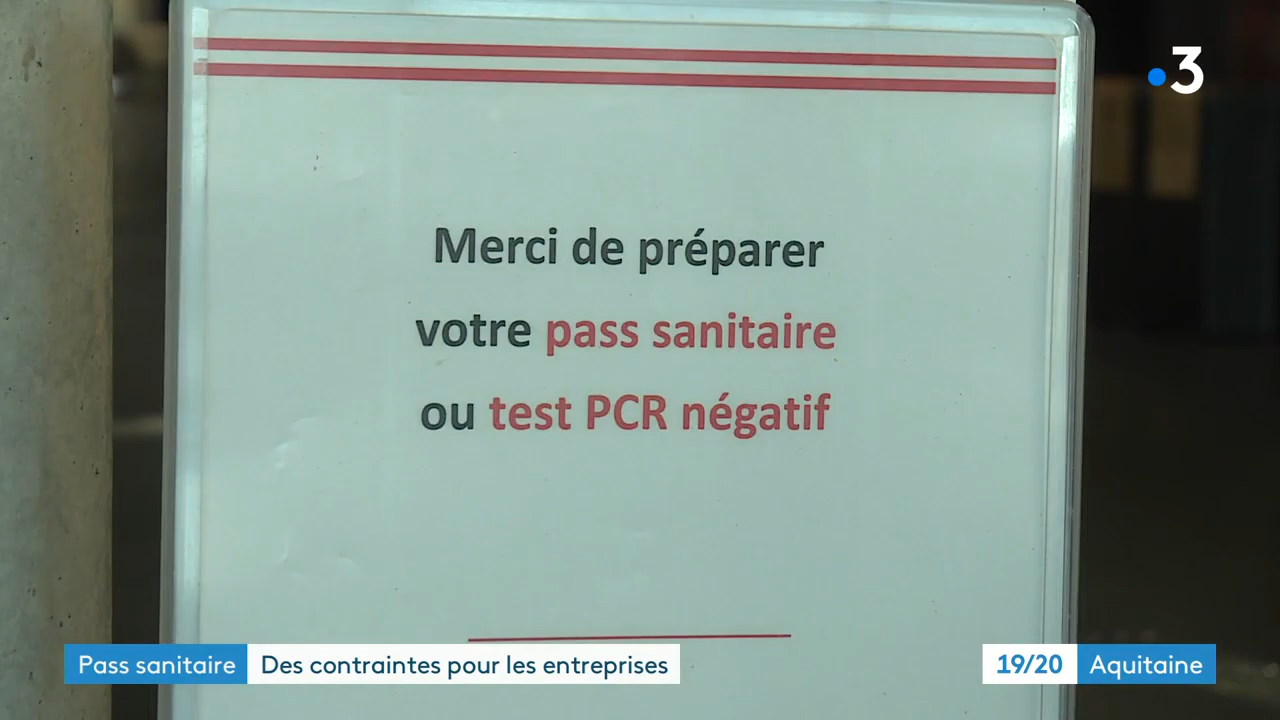 3
Merci de préparer
votre pass sanitaire
ou test PCR négatif
Pass sanitaire Des contraintes pour les entreprises
19/20 Aquitaine